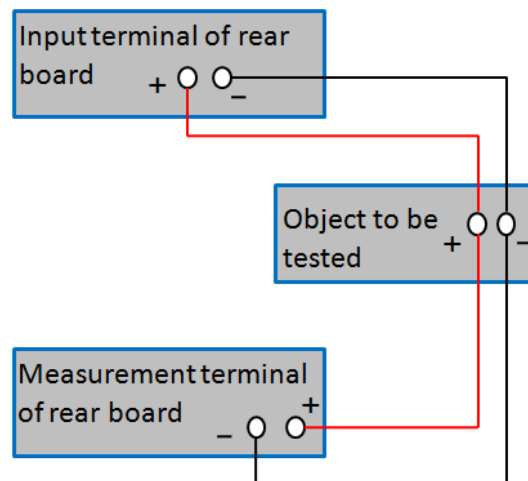 Input terminal of rear
board
+
−
Object to be
tested
+
−
Measurement terminal
of rear board
−
+